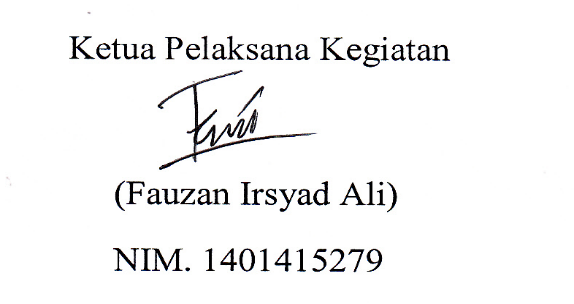 Ketua Pelaksana Kegiatan
(Fauzan Irsyad Ali)
NIM. 1401415279